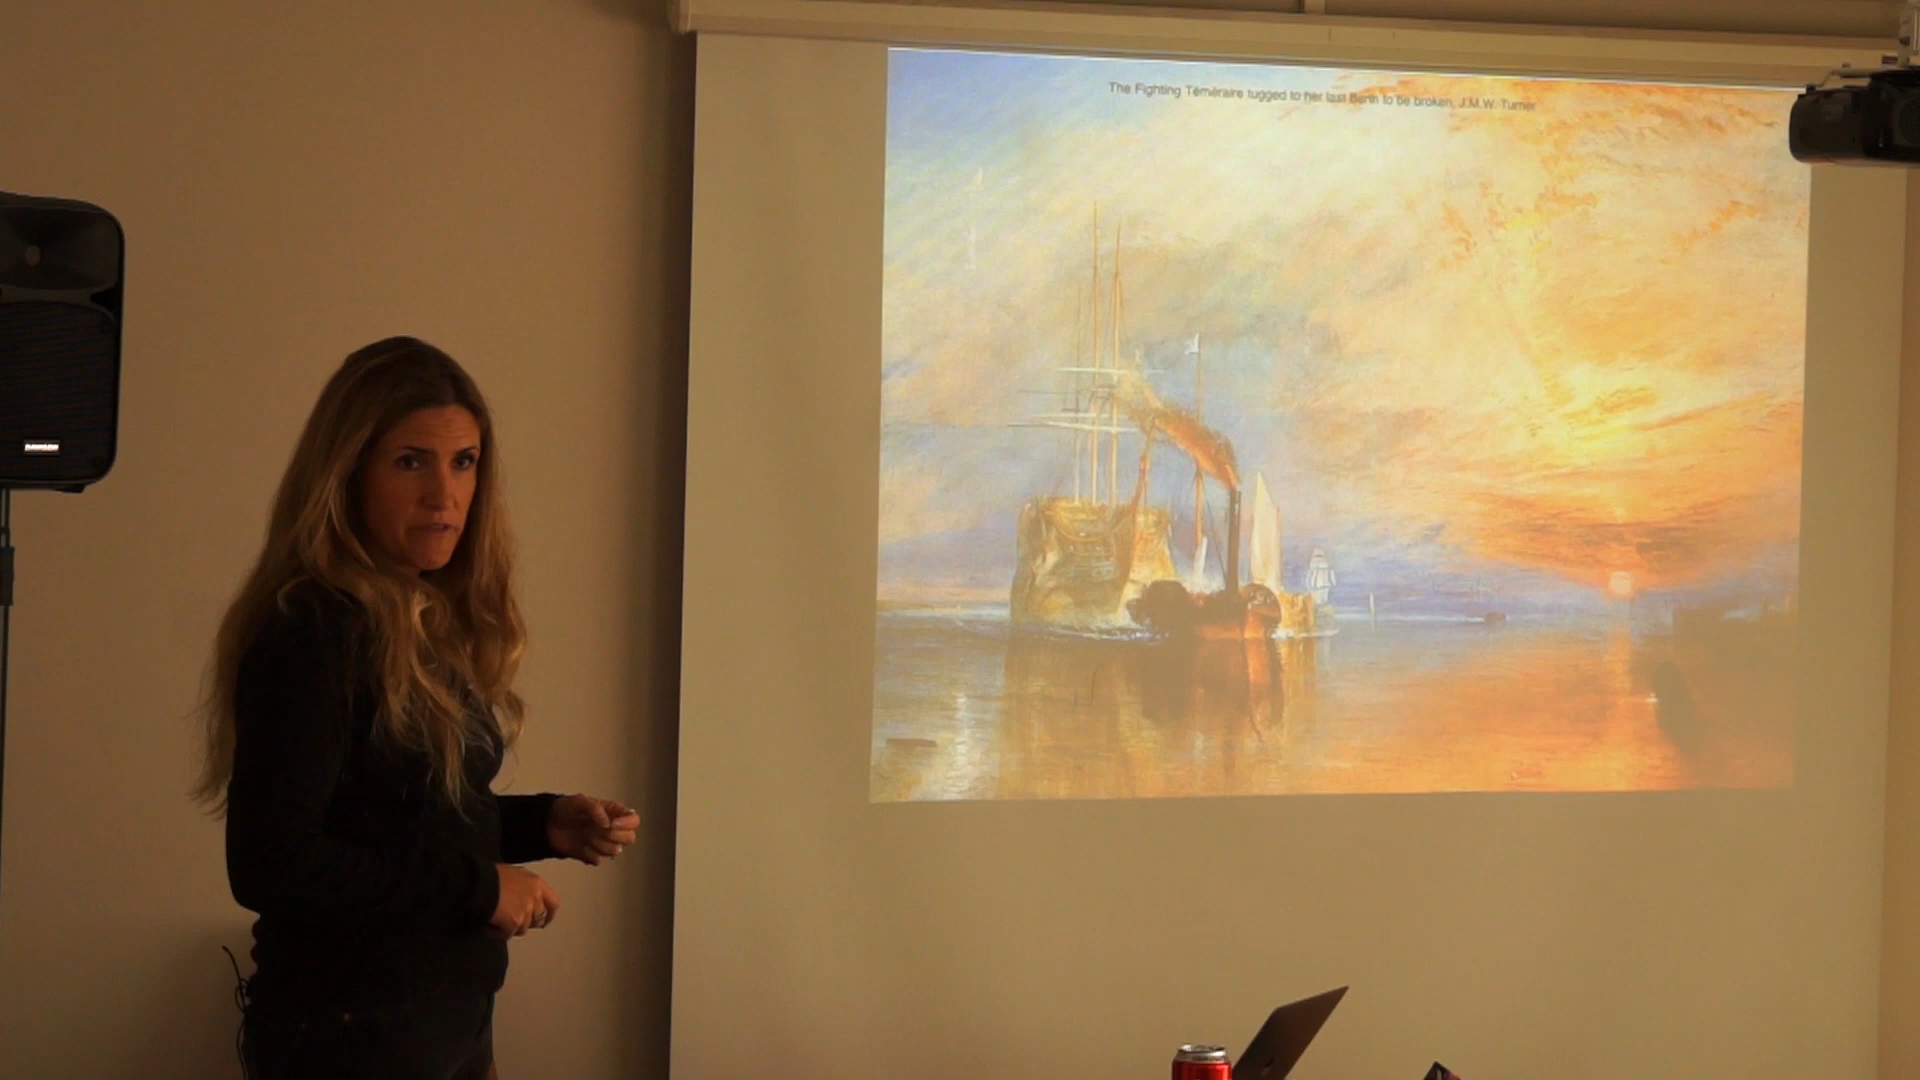 The Fighting Téméraire tugged to her last Berth to be broken, J.M.W. Turner